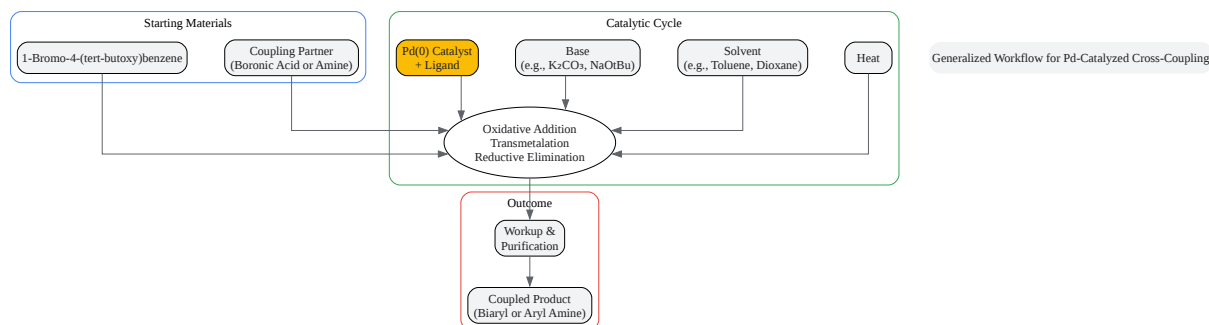 Starting Materials
1-Bromo-4-(tert-butoxy)benzene
Coupling Partner
(Boronic Acid or Amine)
Catalytic Cycle
Pd(0) Catalyst
+ Ligand
Base
(e.g., K₂CO₃, NaOtBu)
Solvent
(e.g., Toluene, Dioxane)
Heat
Generalized Workflow for Pd-Catalyzed Cross-Coupling
Oxidative Addition
Transmetalation
Reductive Elimination
Outcome
Workup &
Purification
Coupled Product
(Biaryl or Aryl Amine)